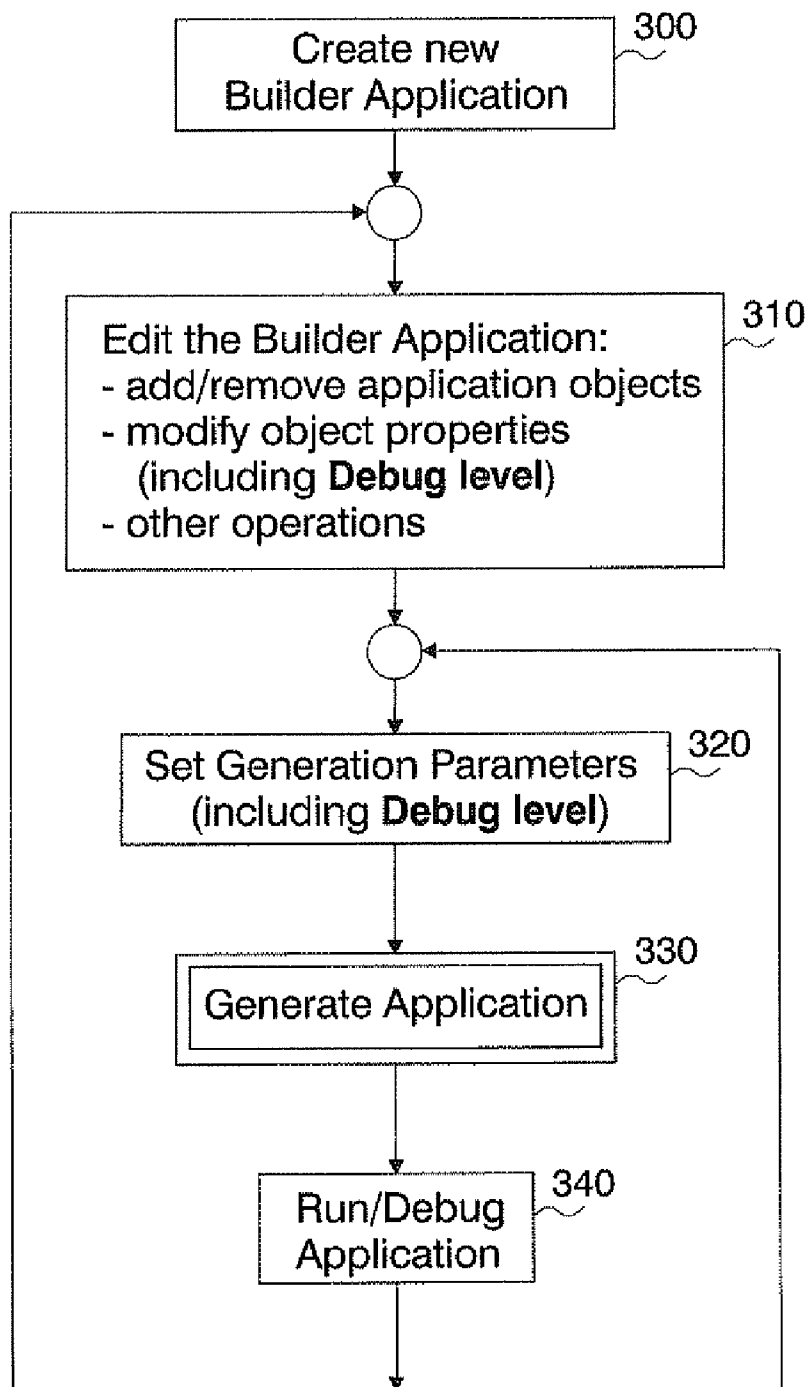 300
Create new
Builder Application
310
Edit the Builder Application:
- add/remove application objects
- modify object properties
(including Debug level)
- other operations
320
Set Generation Parameters
(including Debug level)
330
Generate Application
340
Run/Debug
Application